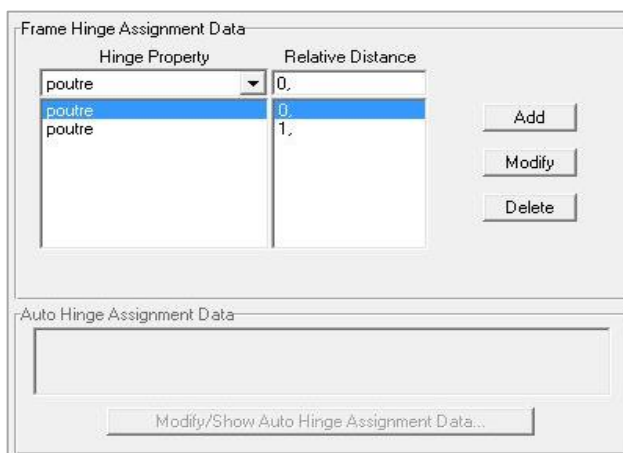 Frame Hinge Assignment Data
Hinge Property Relative Distance
poutre 0,
poutre 0,
poutre 1,
Add
Modify
Delete
Auto Hinge Assignment Data
Modify/Show Auto Hinge Assignment Data...